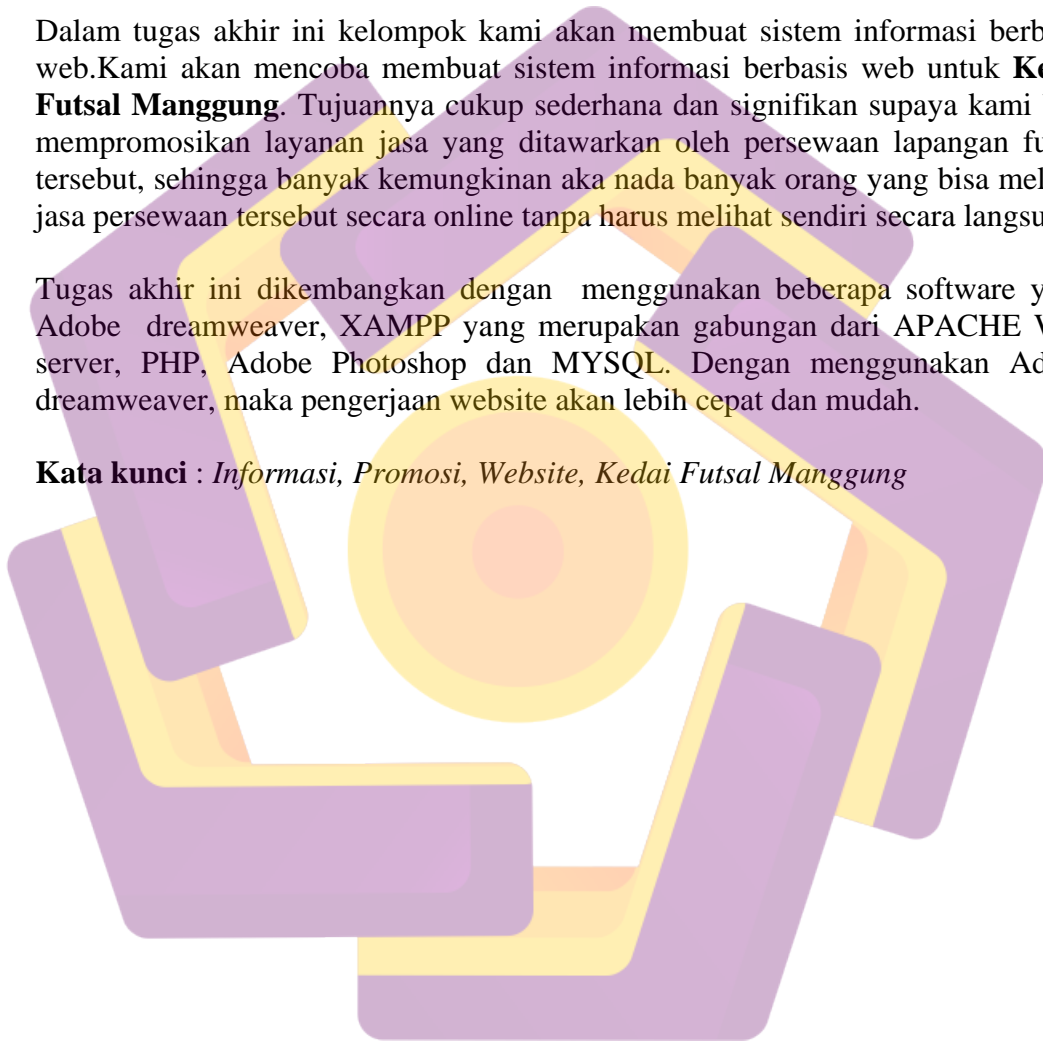 Dalam tugas akhir ini kelompok kami akan membuat sistem informasi berb
web.Kami akan mencoba membuat sistem informasi berbasis web untuk Ke
Futsal Manggung. Tujuannya cukup sederhana dan signifikan supaya kami
mempromosikan layanan jasa yang ditawarkan oleh persewaan lapangan fu
tersebut, sehingga banyak kemungkinan aka nada banyak orang yang bisa mel
jasa persewaan tersebut secara online tanpa harus melihat sendiri secara langsu
Tugas akhir ini dikembangkan dengan menggunakan beberapa software y
Adobe dreamweaver, XAMPP yang merupakan gabungan dari APACHE W
server, PHP, Adobe Photoshop dan MYSQL. Dengan menggunakan Ad
dreamweaver, maka pengerjaan website akan lebih cepat dan mudah.
Kata kunci : Informasi, Promosi, Website, Kedai Futsal Manggung